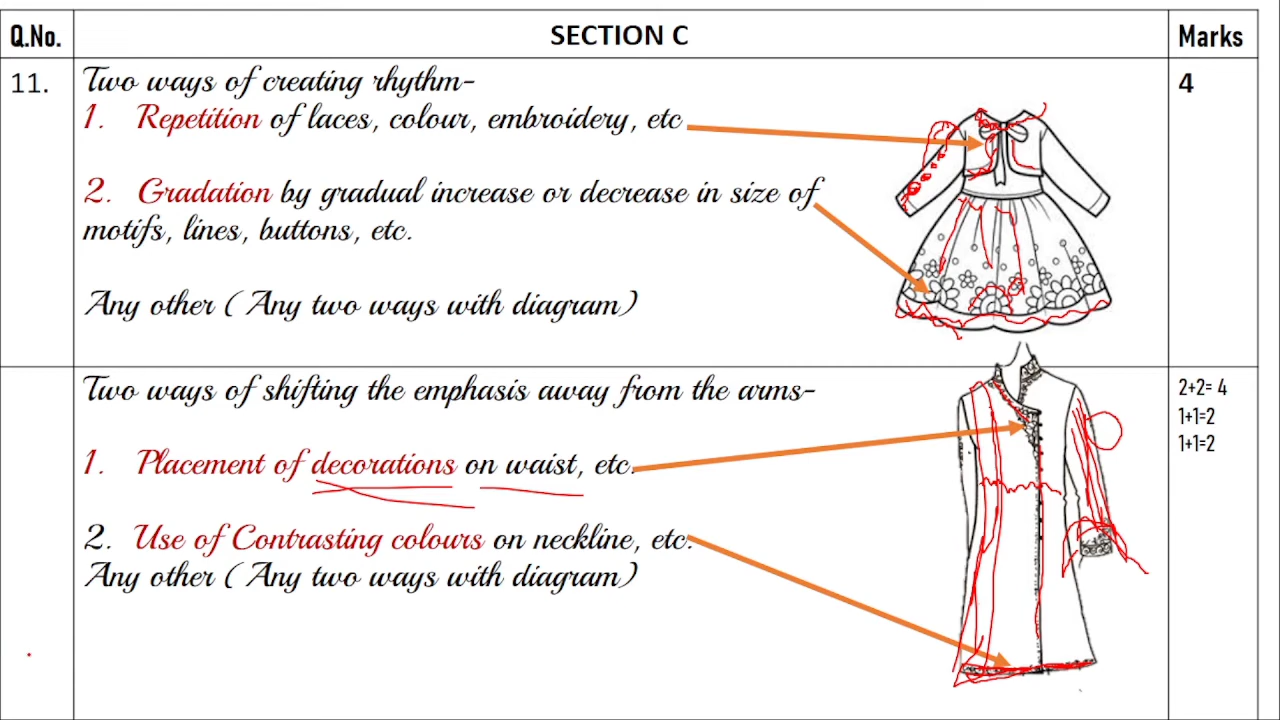 Q.No. SECTION C Marks
11. Two ways of creating rhythm- 4
1. Repetition of laces, colour, embroidery, etc
2. Gradation by gradual increase or decrease in size of
motifs, lines, buttons, etc.
Any other ( Any two ways with diagram)
Two ways of shifting the emphasis away from the arms- 2+2= 4
1+1=2
1+1=2
1. Placement of decorations on waist, etc.
2. Use of Contrasting colours on neckline, etc.
Any other ( Any two ways with diagram)